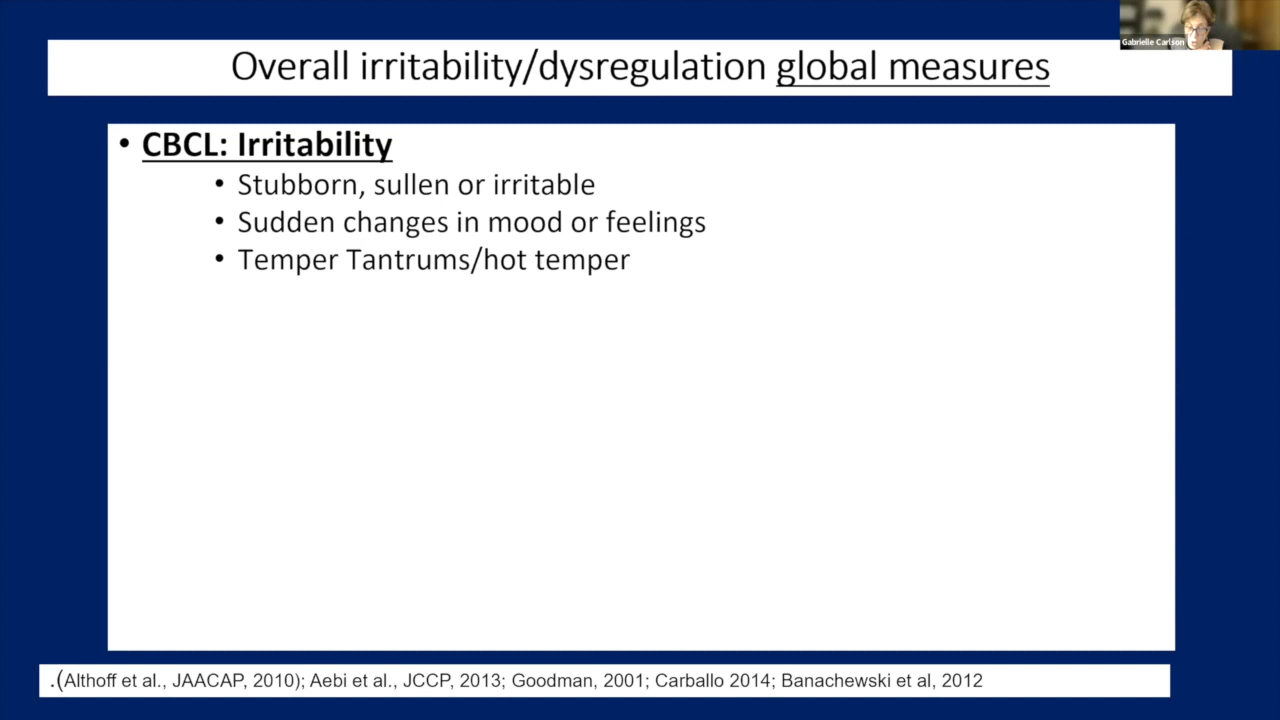 Gabrielle Carlson
Overall irritability/dysregulation global measures
• CBCL: Irritability
• Stubborn, sullen or irritable
• Sudden changes in mood or feelings
• Temper Tantrums/hot temper
.(Althoff et al., JAACAP, 2010); Aebi et al., JCCP, 2013; Goodman, 2001; Carballo 2014; Banachewski et al, 2012